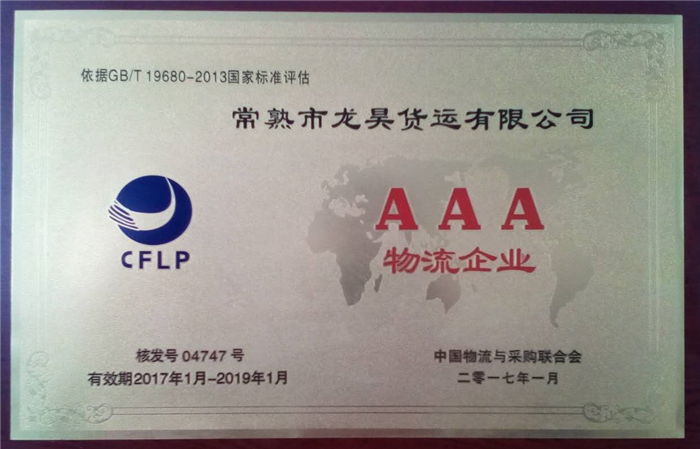 依据GB/T 19680-2013国家标准评估
常熟市龙昊货运有限公司
CFLP
AAA
物流企业
核发号 04747 号
有效期2017年1月-2019年1月
中国物流与采购联合会
二零一七年一月